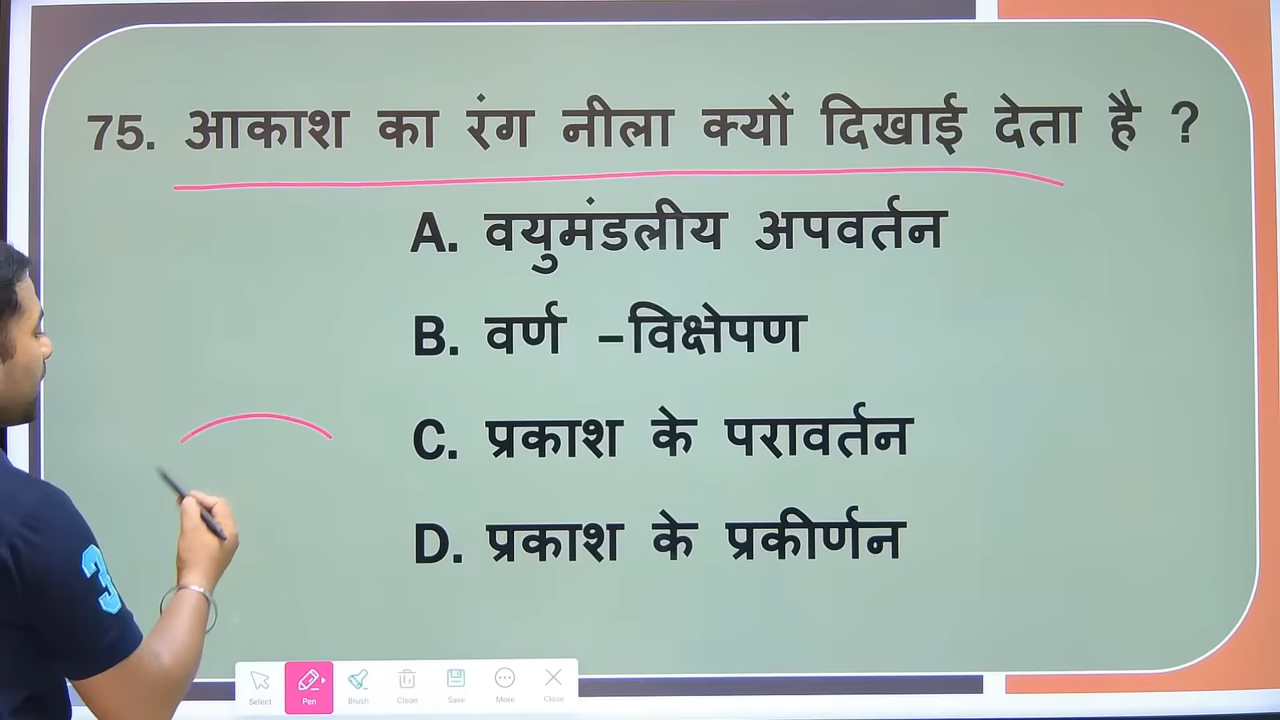 75. आकाश का रंग नीला क्यों दिखाई देता है ?
A. वयुमंडलीय अपवर्तन
B. वर्ण –विक्षेपण
C. प्रकाश के परावर्तन
D. प्रकाश के प्रकीर्णन
3
Select Pen Brush Clean Save More Close